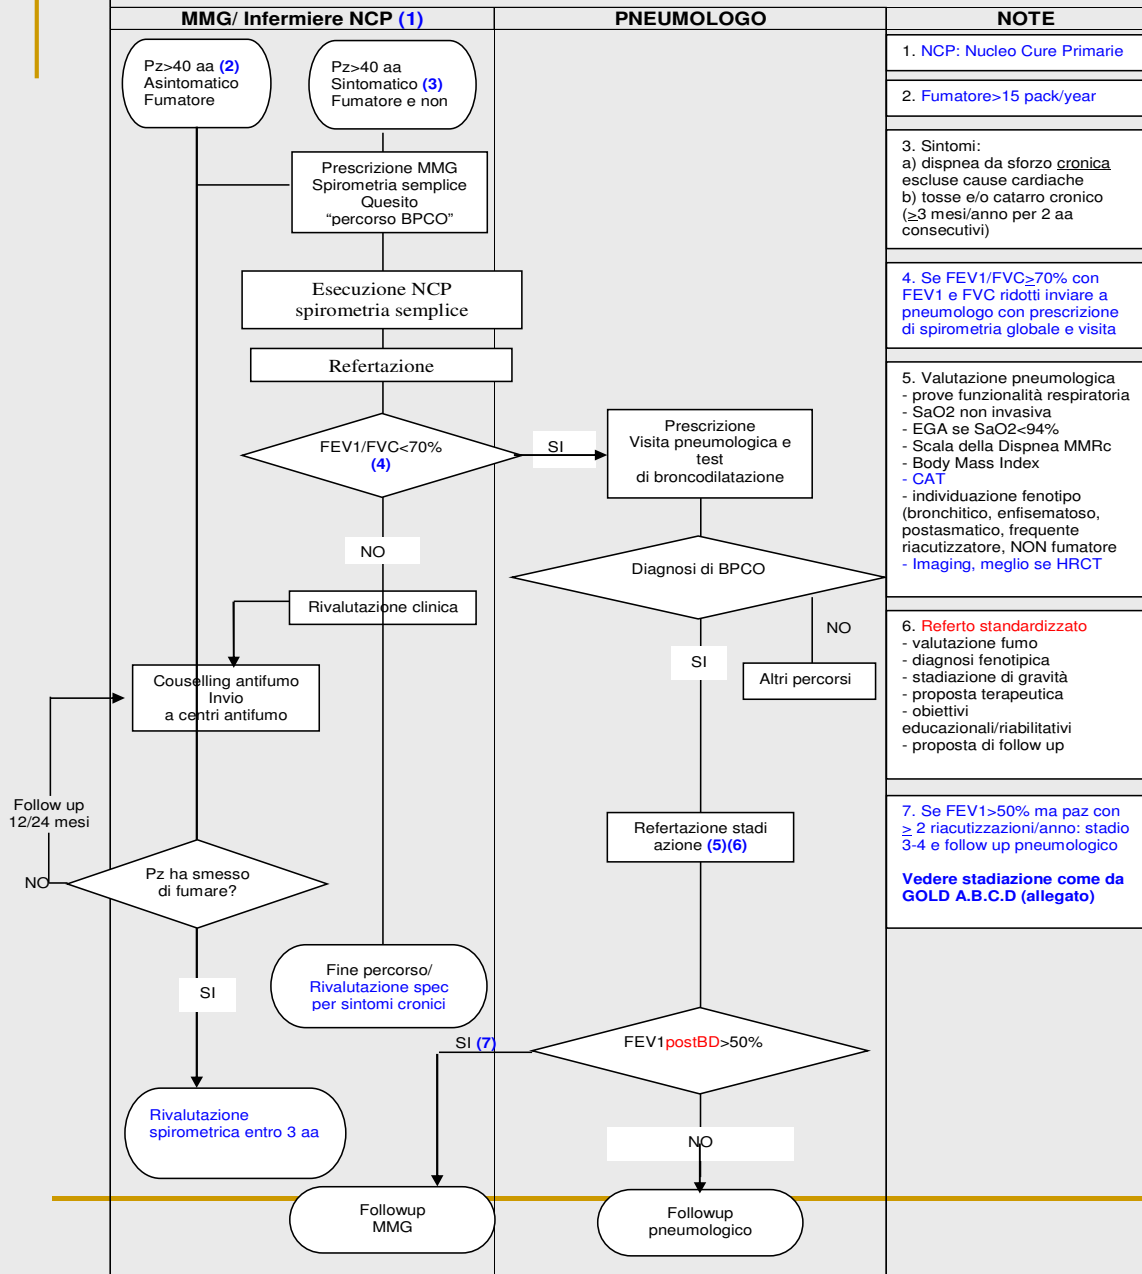 MMG/ Infermiere NCP (1)
PNEUMOLOGO
NOTE
Pz>40 aa (2)
Asintomatico
Fumatore
Pz>40 aa
Sintomatico (3)
Fumatore e non
Prescrizione MMG
Spirometria semplice
Quesito
“percorso BPCO”
Esecuzione NCP
spirometria semplice
Refertazione
FEV1/FVC<70%
(4)
SI
NO
Rivalutazione clinica
Couselling antifumo
Invio
a centri antifumo
Follow up
12/24 mesi
NO
Pz ha smesso
di fumare?
SI
Fine percorso/
Rivalutazione spec
per sintomi cronici
Rivalutazione
spirometrica entro 3 aa
Prescrizione
Visita pneumologica e
test
di broncodilatazione
Diagnosi di BPCO
NO
SI
Altri percorsi
Refertazione stadi
azione (5)(6)
FEV1postBD>50%
SI (7)
NO
Followup
MMG
Followup
pneumologico
1. NCP: Nucleo Cure Primarie
2. Fumatore>15 pack/year
3. Sintomi:
a) dispnea da sforzo cronica
escluse cause cardiache
b) tosse e/o catarro cronico
(≥3 mesi/anno per 2 aa
consecutivi)
4. Se FEV1/FVC≥70% con
FEV1 e FVC ridotti inviare a
pneumologo con prescrizione
di spirometria globale e visita
5. Valutazione pneumologica
- prove funzionalità respiratoria
- SaO2 non invasiva
- EGA se SaO2<94%
- Scala della Dispnea MMRc
- Body Mass Index
- CAT
- individuazione fenotipo
(bronchitico, enfisematoso,
postasmatico, frequente
riacutizzatore, NON fumatore
- Imaging, meglio se HRCT
6. Referto standardizzato
- valutazione fumo
- diagnosi fenotipica
- stadiazione di gravità
- proposta terapeutica
- obiettivi
educazionali/riabilitativi
- proposta di follow up
7. Se FEV1>50% ma paz con
≥ 2 riacutizzazioni/anno: stadio
3-4 e follow up pneumologico
Vedere stadiazione come da
GOLD A.B.C.D (allegato)